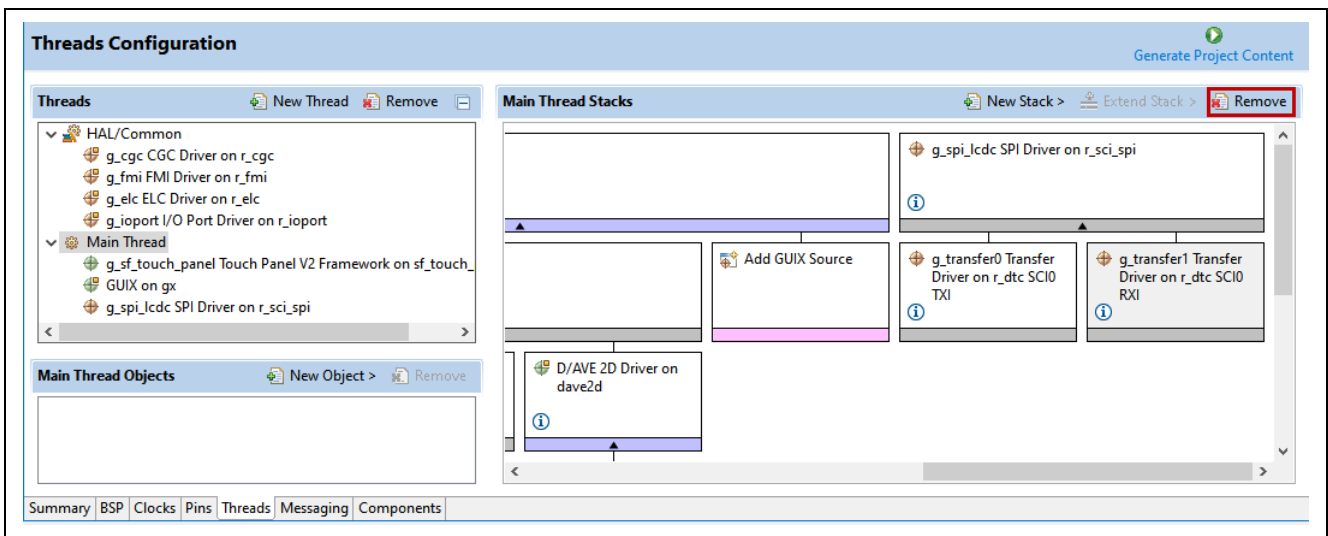 Threads Configuration
Generate Project Content
Threads
New Thread
Remove
HAL/Common
g_cgc CGC Driver on r_cgc
g_fmi FMI Driver on r_fmi
g_elc ELC Driver on r_elc
g_ioport I/O Port Driver on r_ioport
Main Thread
g_sf_touch_panel Touch Panel V2 Framework on sf_touch_
GUIX on gx
g_spi_lcdc SPI Driver on r_sci_spi
Main Thread Objects
New Object >
Remove
Main Thread Stacks
New Stack >
Extend Stack >
Remove
g_spi_lcdc SPI Driver on r_sci_spi
Add GUIX Source
g_transfer0 Transfer
Driver on r_dtc SCI0
TXI
g_transfer1 Transfer
Driver on r_dtc SCI0
RXI
D/AVE 2D Driver on
dave2d
Summary BSP Clocks Pins Threads Messaging Components